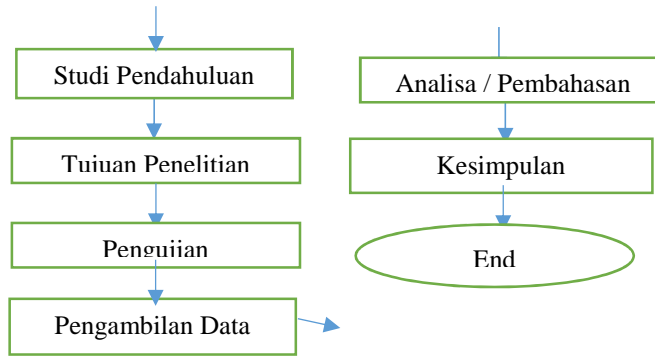 Studi Pendahuluan
Tujuan Penelitian
Pengujian
Pengambilan Data
Analisa / Pembahasan
Kesimpulan
End